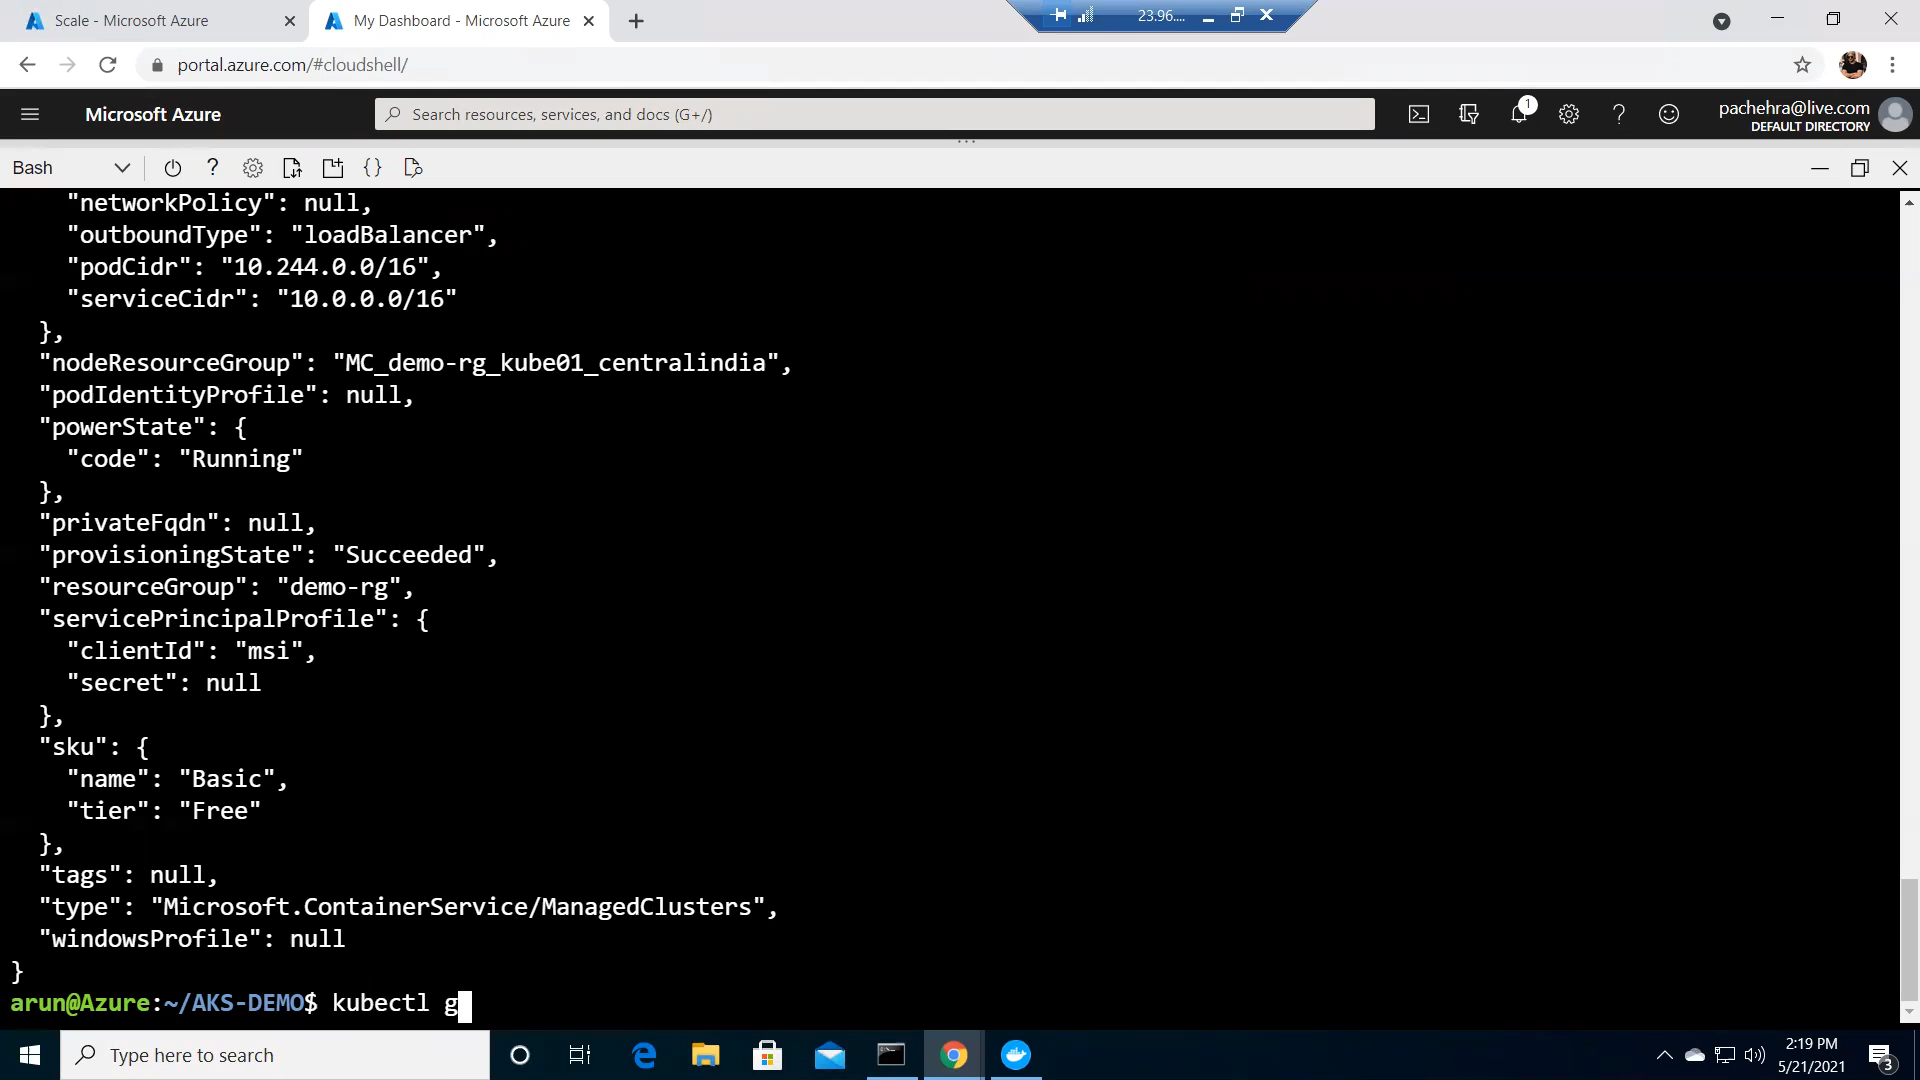 Scale - Microsoft Azure
My Dashboard - Microsoft Azure
23.96....
portal.azure.com/#cloudshell/
Microsoft Azure
Search resources, services, and docs (G+/)
1
pachehra@live.com
DEFAULT DIRECTORY
Bash
"networkPolicy": null,
"outboundType": "loadBalancer",
"podCidr": "10.244.0.0/16",
"serviceCidr": "10.0.0.0/16"
},
"nodeResourceGroup": "MC_demo-rg_kube01_centralindia",
"podIdentityProfile": null,
"powerState": {
"code": "Running"
},
"privateFqdn": null,
"provisioningState": "Succeeded",
"resourceGroup": "demo-rg",
"servicePrincipalProfile": {
"clientId": "msi",
"secret": null
},
"sku": {
"name": "Basic",
"tier": "Free"
},
"tags": null,
"type": "Microsoft.ContainerService/ManagedClusters",
"windowsProfile": null
}
arun@Azure:~/AKS-DEMO$ kubectl g
Type here to search
2:19 PM
5/21/2021
3